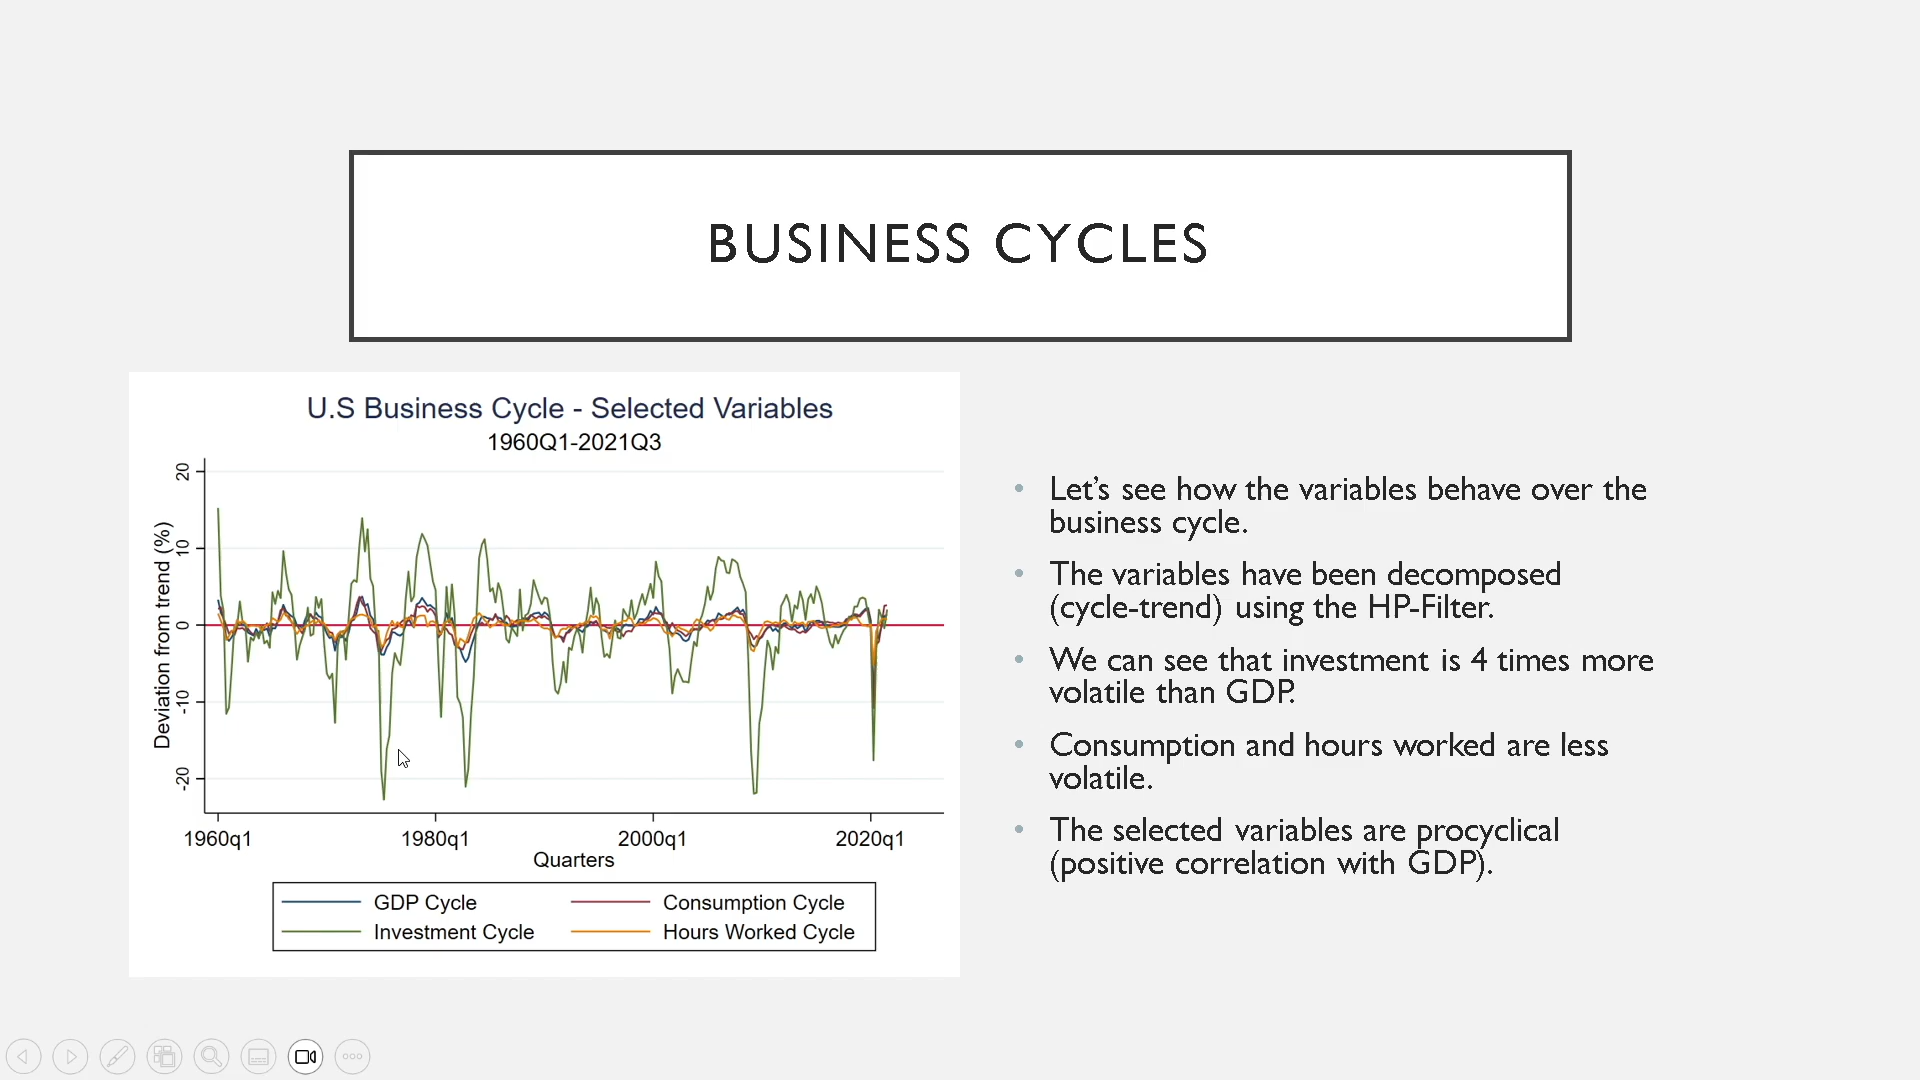 BUSINESS CYCLES
U.S Business Cycle - Selected Variables
1960Q1-2021Q3
Deviation from trend (%)
20
10
0
-10
-20
1960q1
1980q1
2000q1
2020q1
Quarters
GDP Cycle
Consumption Cycle
Investment Cycle
Hours Worked Cycle
• Let's see how the variables behave over the
business cycle.
• The variables have been decomposed
(cycle-trend) using the HP-Filter.
• We can see that investment is 4 times more
volatile than GDP.
• Consumption and hours worked are less
volatile.
• The selected variables are procyclical
(positive correlation with GDP).